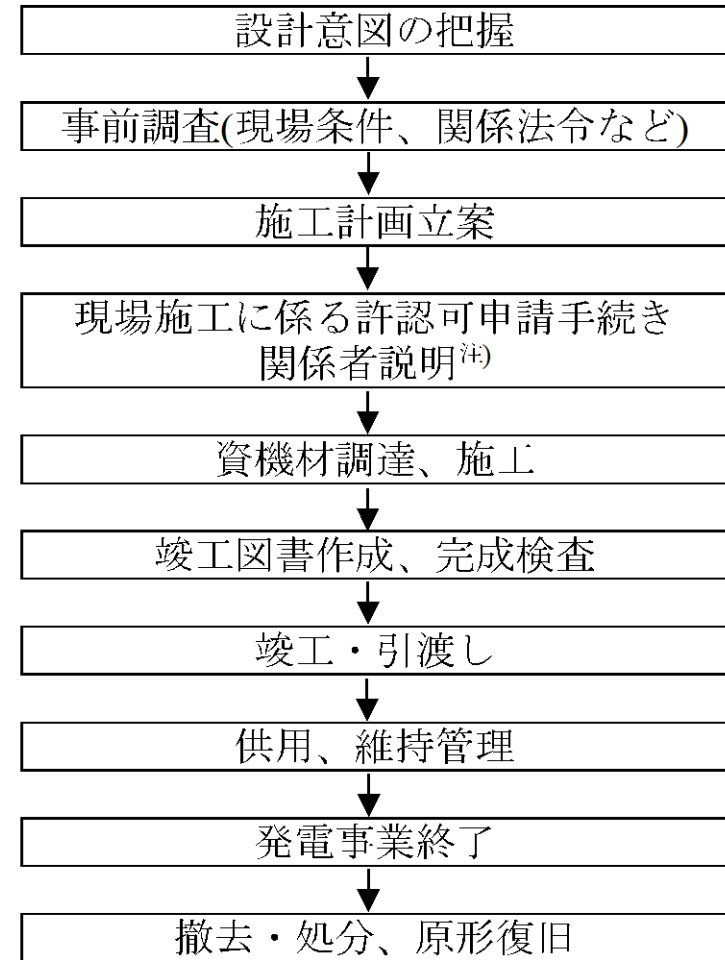 設計意図の把握
事前調査(現場条件、関係法令など)
施工計画立案
現場施工に係る許認可申請手続き
関係者説明注)
資機材調達、施工
竣工図書作成、完成検査
竣工・引渡し
供用、維持管理
発電事業終了
撤去・処分、原形復旧